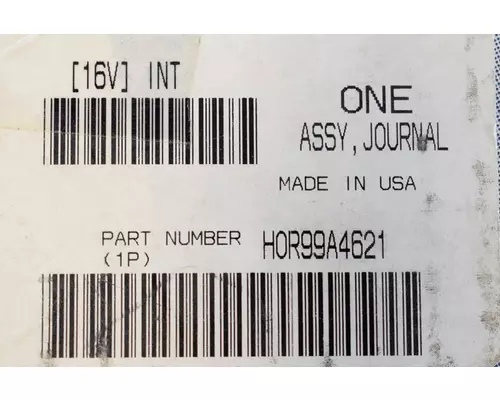 [16V] INT
ONE
ASSY, JOURNAL
MADE IN USA
PART NUMBER HOR99A4621
(1P)